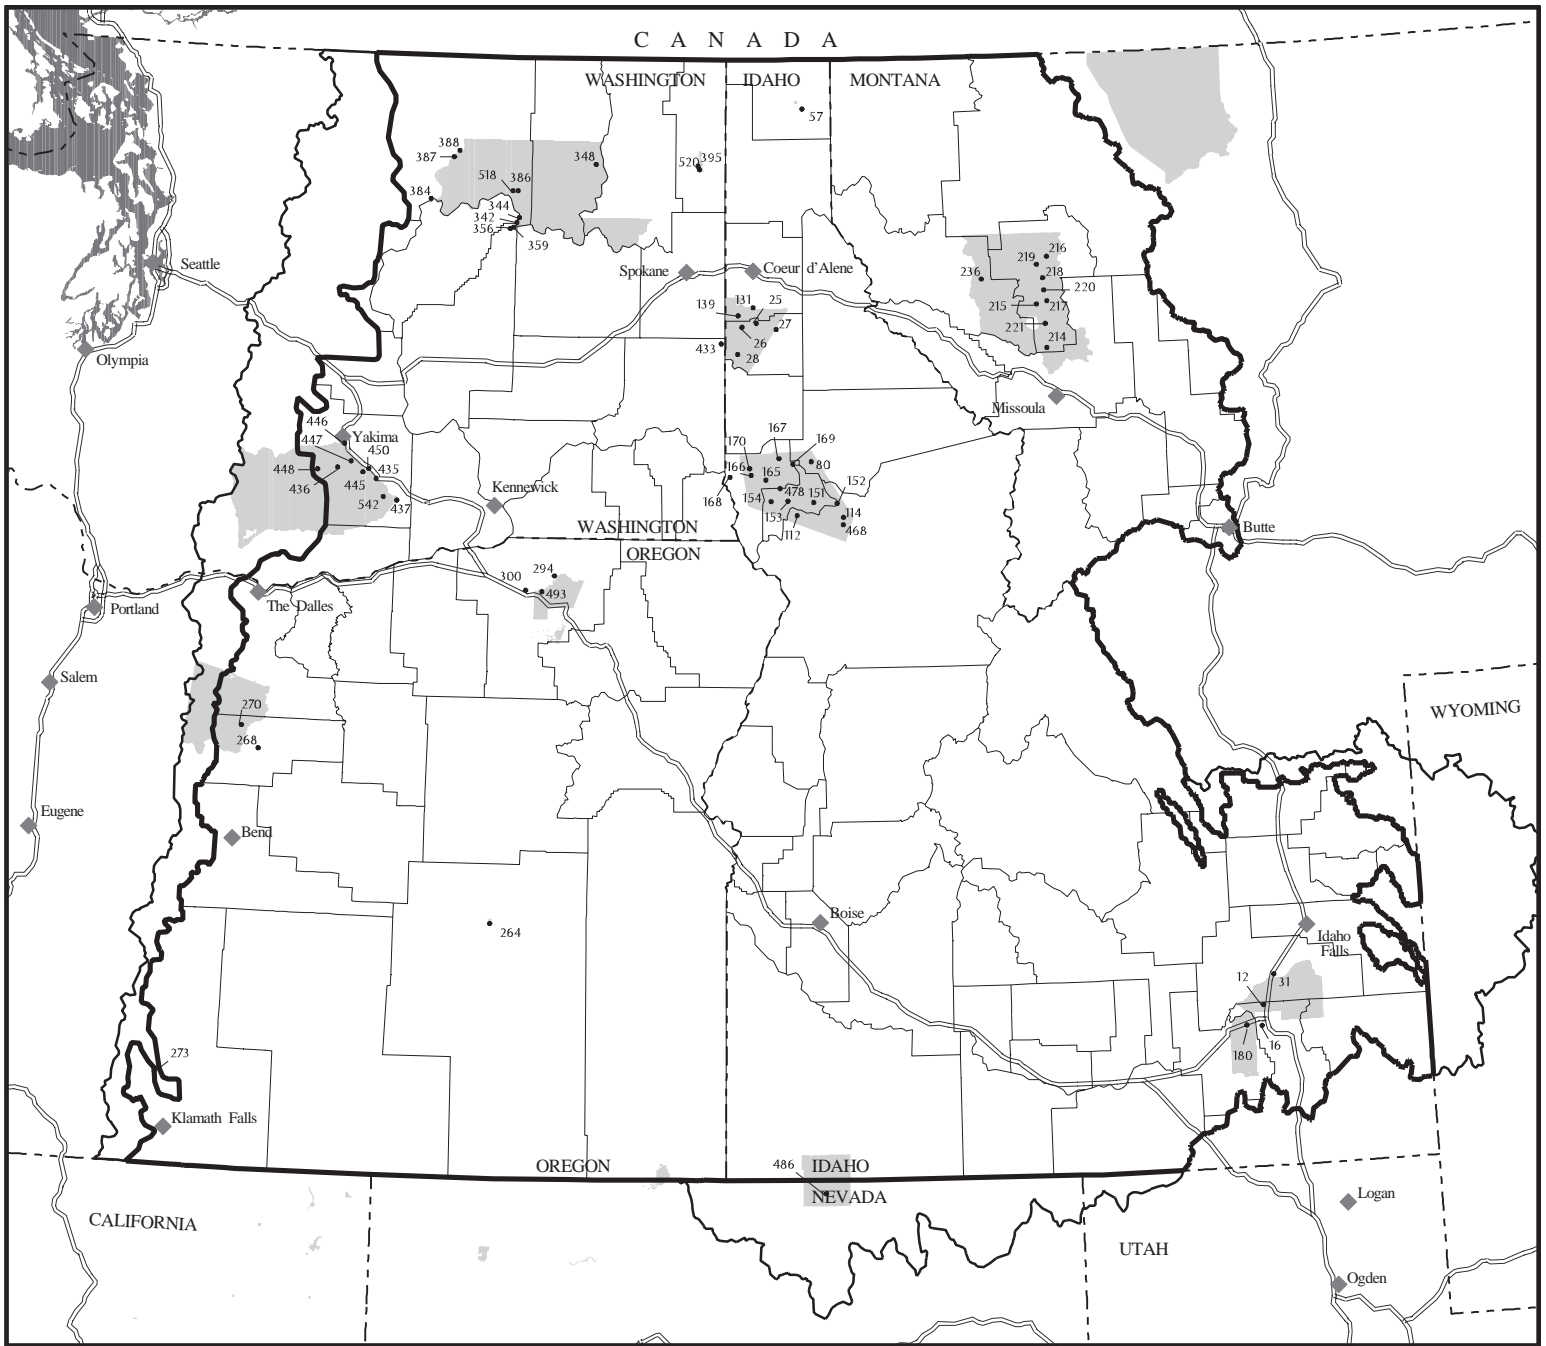 C A N A D A
WASHINGTON
IDAHO
MONTANA
57
388
387
348
520
395
518
386
384
344
342
356
359
Seattle
Spokane
Coeur d'Alene
216
219
218
236
220
215
217
221
214
139
131
25
27
26
28
433
Olympia
Missoula
446
447
Yakima
450
448
435
436
445
542
437
Kennewick
167
170
169
166
165
80
168
152
154
478
151
153
114
112
468
WASHINGTON
OREGON
Butte
300
294
493
Portland
The Dalles
Salem
270
268
WYOMING
Eugene
Bend
264
Boise
Idaho
Falls
12
31
16
180
273
Klamath Falls
OREGON
486
IDAHO
NEVADA
CALIFORNIA
UTAH
Logan
Ogden